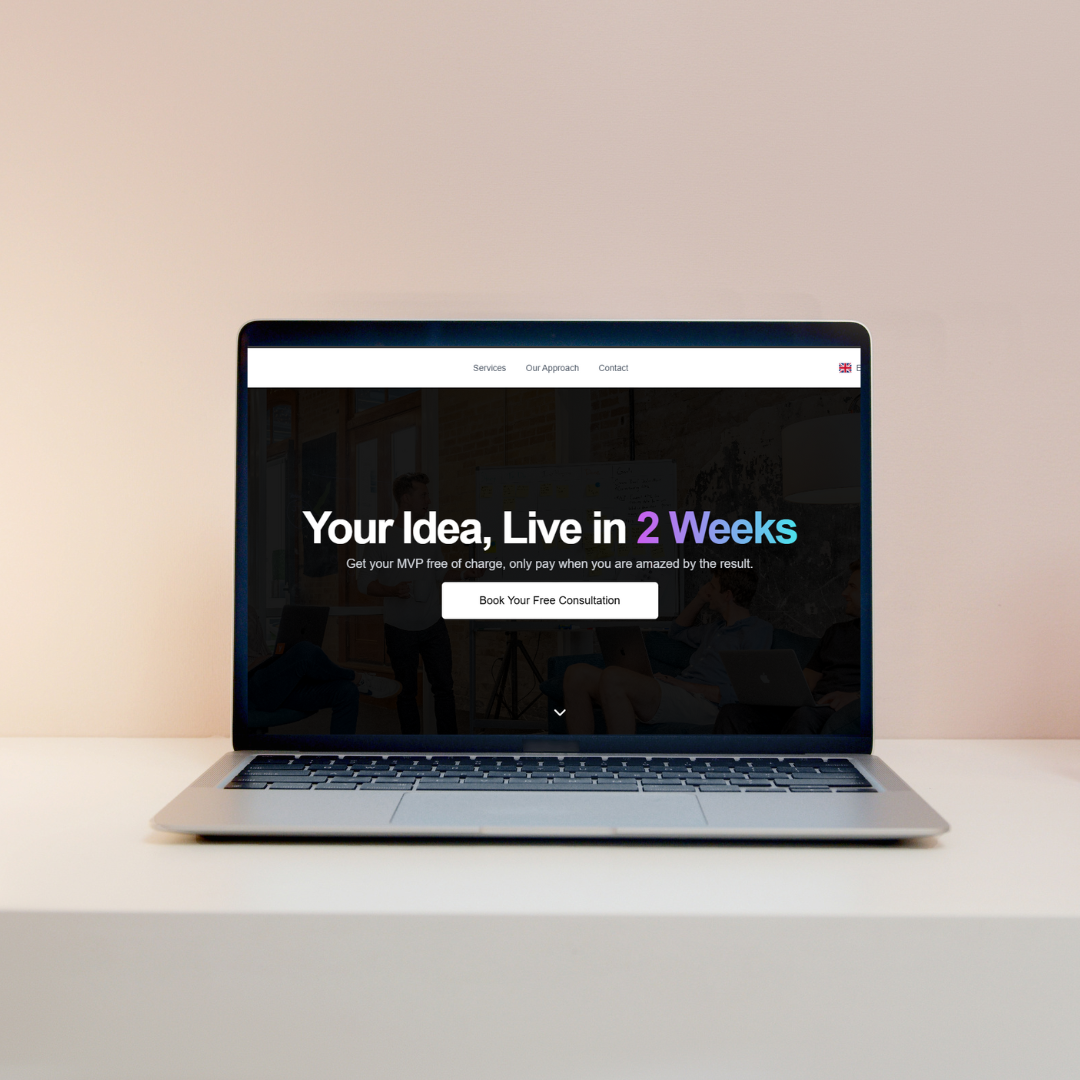 Services Our Approach Contact
Your Idea, Live in 2 Weeks
Get your MVP free of charge, only pay when you are amazed by the result.
Book Your Free Consultation